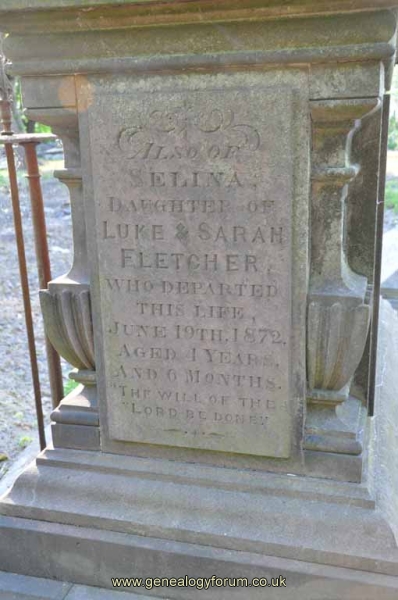 ALSO OF
SELINA,
DAUGHTER OF
LUKE & SARAH
FLETCHER,
WHO DEPARTED
THIS LIFE,
JUNE 19TH. 1872,
AGED 4 YEARS,
AND 6 MONTHS.
"THE WILL OF THE
"LORD BE DONE."
www.genealogyforum.co.uk